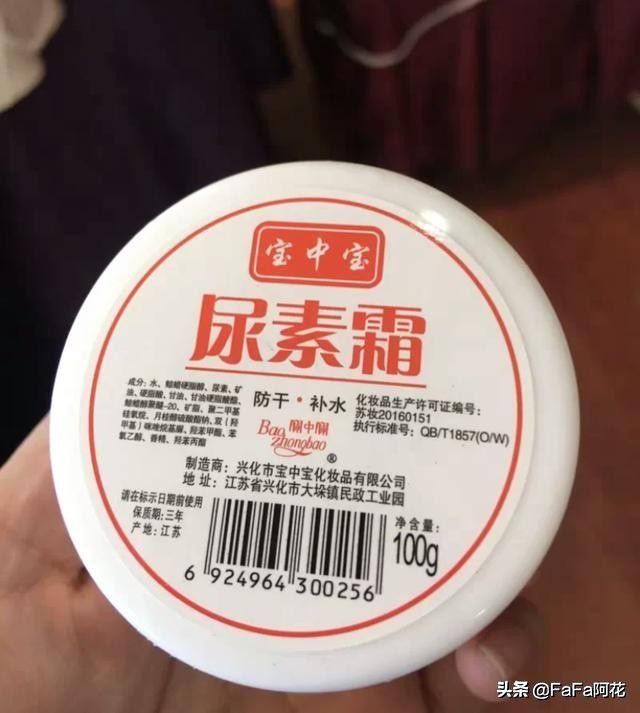 宝中宝
尿素霜
成分：水、鲸蜡硬脂醇、尿素、矿
油、硬脂酸、甘油、甘油硬脂酸酯、
鲸蜡醇聚醚-20、矿脂、聚二甲基
硅氧烷、月桂醇硫酸酯钠、双（羟
甲基）咪唑烷基脲、羟苯甲酯、苯
氧乙醇、香精、羟苯丙酯
防干·补水
Bao 寶中寶
zhongbao
®
化妆品生产许可证编号：
苏妆20160151
执行标准号：QB/T1857(O/W)
制造商：兴化市宝中宝化妆品有限公司
地 址：江苏省兴化市大垛镇民政工业园
请在标示日期前使用
保质期：三年
产地：江苏
净含量：
100g
6 924964 300256
头条 @FaFa阿花